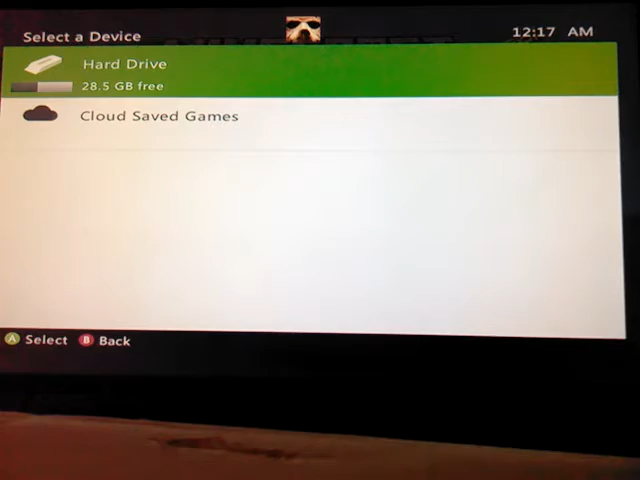 Select a Device
12:17 AM
Hard Drive
28.5 GB free
Cloud Saved Games
A Select B Back